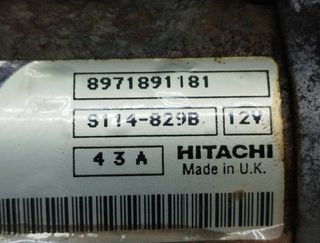 8971891181
S114-829B 12V
43A HITACHI
Made in U.K.